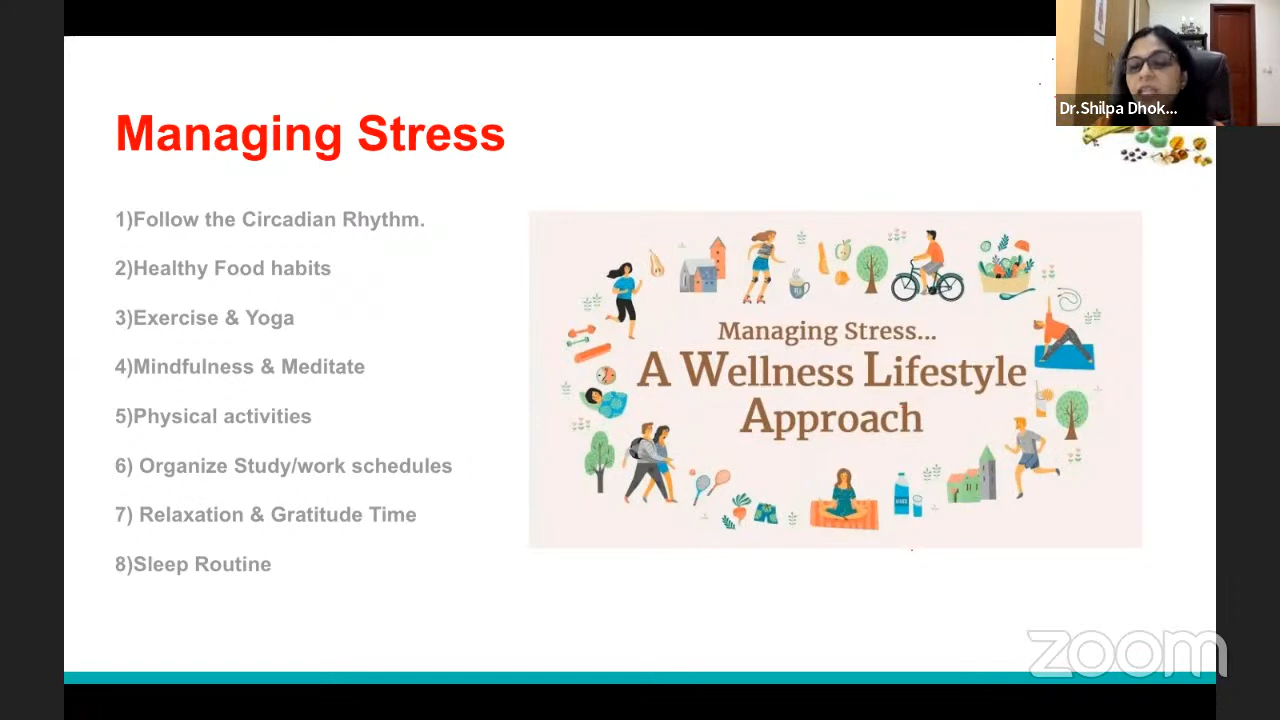 Dr.Shilpa Dhok...
Managing Stress
1)Follow the Circadian Rhythm.
2)Healthy Food habits
3)Exercise & Yoga
4)Mindfulness & Meditate
5)Physical activities
6) Organize Study/work schedules
7) Relaxation & Gratitude Time
8)Sleep Routine
Managing Stress...
A Wellness Lifestyle
Approach
zoom